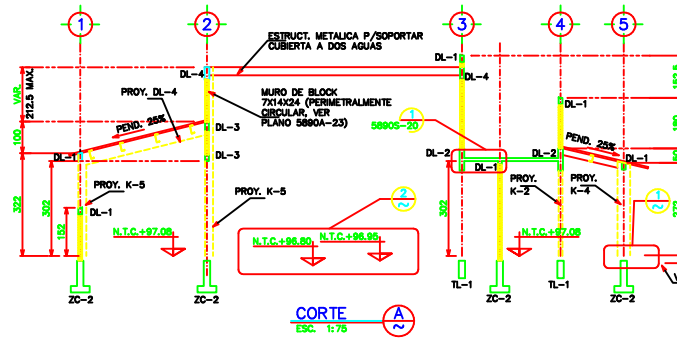 1
2
3
4
5
ESTRUCT. METALICA P/SOPORTAR
CUBIERTA A DOS AGUAS
DL-1
DL-4
DL-4
VAR.
212.5 MAX.
PROY. DL-4
MURO DE BLOCK
7X14X24 (PERIMETRALMENTE
CIRCULAR, VER
PLANO 5890A-23)
1
5890S-20
DL-1
PEND. 25%
DL-3
100
PEND. 25%
DL-1
DL-3
DL-2
DL-1
DL-2
DL-1
PROY. K-5
PROY. K-5
PROY.
K-2
PROY.
K-4
322
302
152
302
DL-1
2
1
N.T.C.+97.08
N.T.C.+96.80
N.T.C.+96.95
N.T.C.+97.08
ZC-2
ZC-2
TL-1
ZC-2
TL-1
ZC-2
CORTE
A
ESC. 1:75